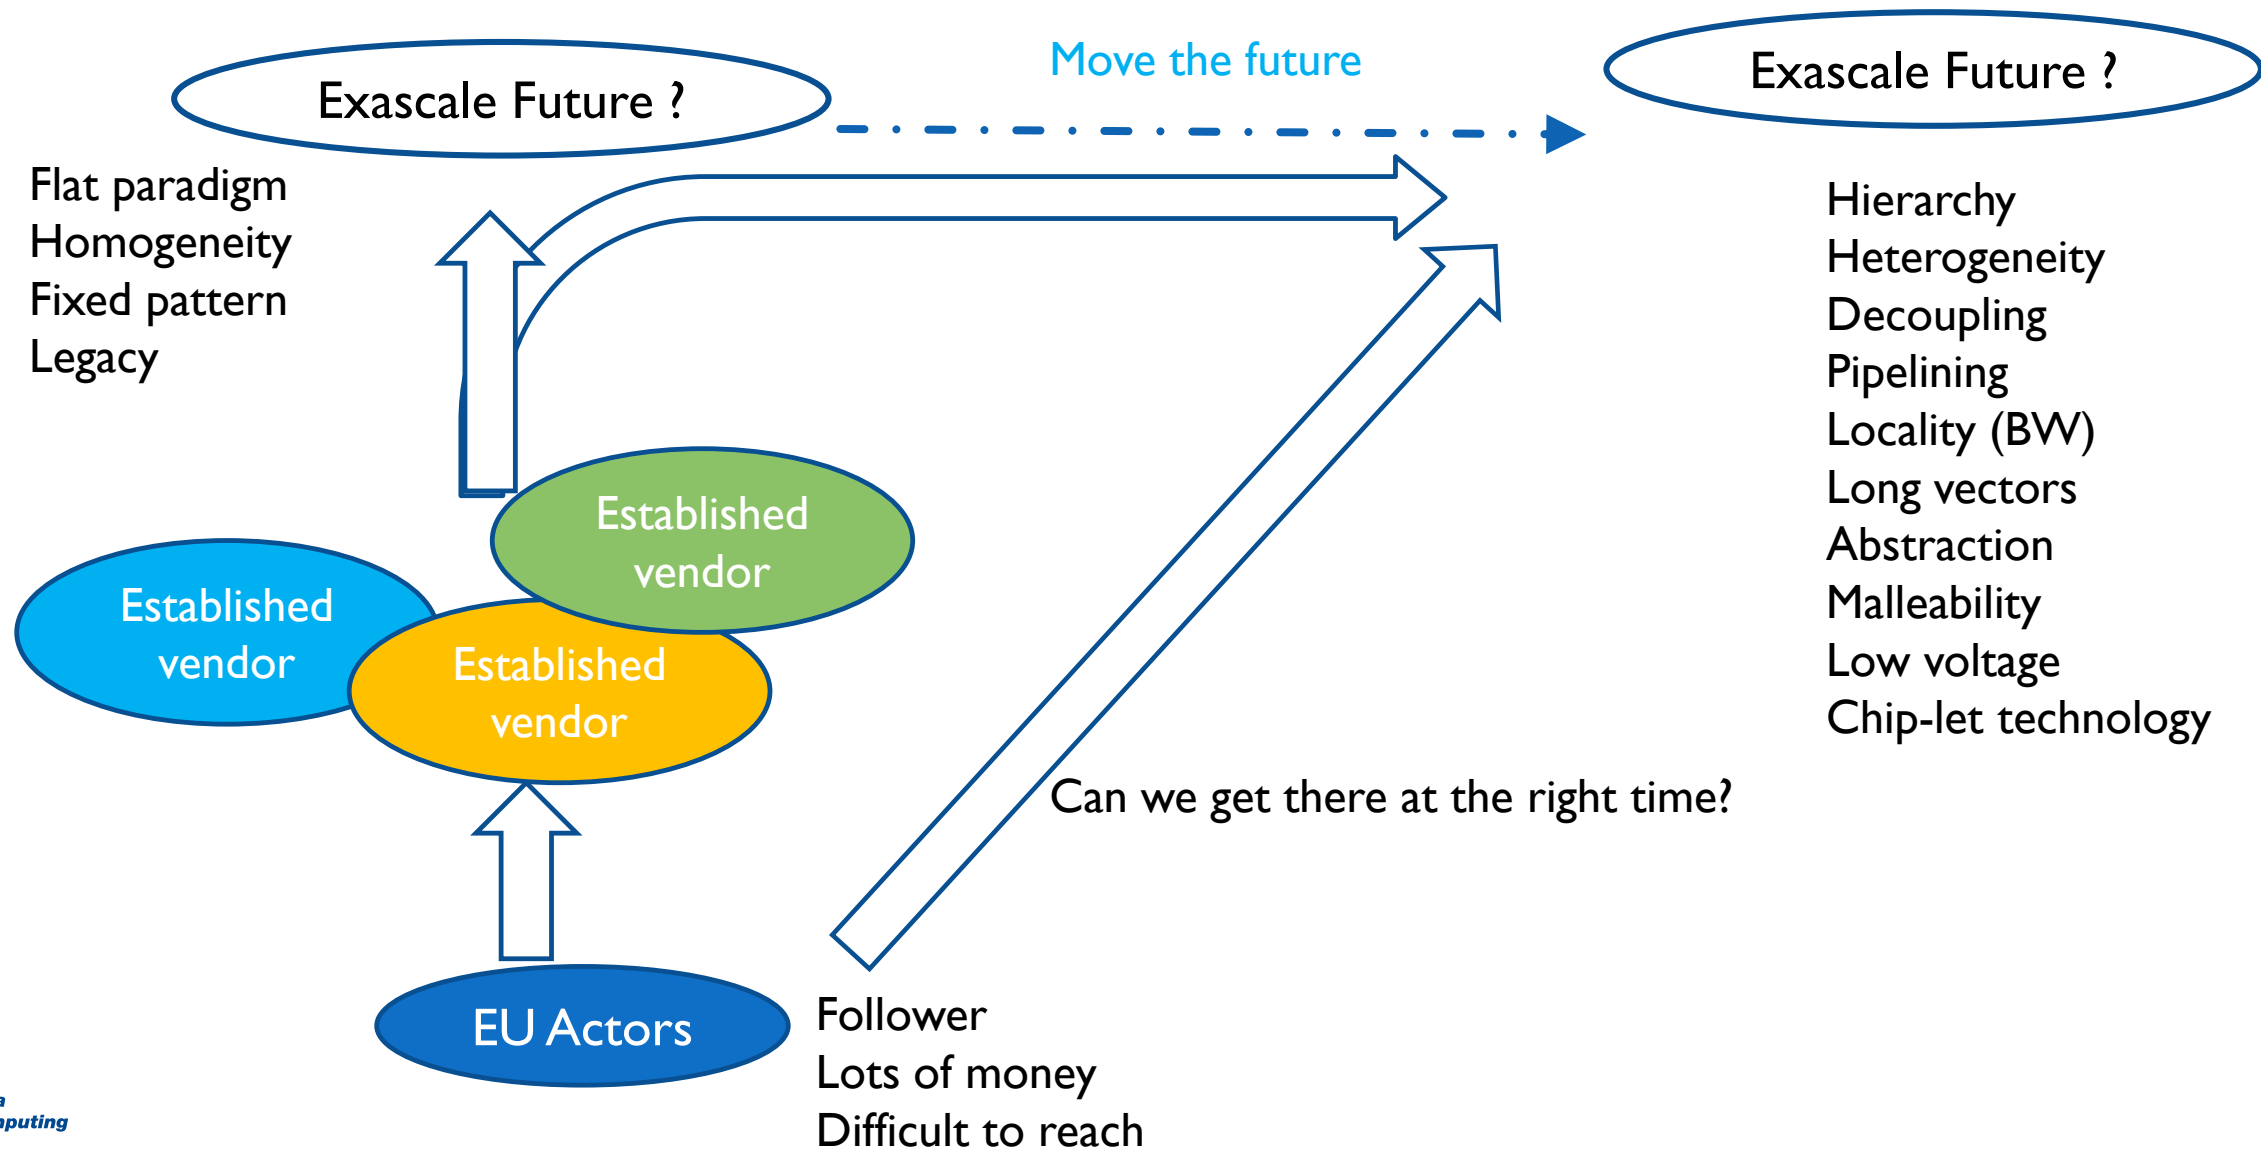 Exascale Future ?
Move the future
Exascale Future ?
Flat paradigm
Homogeneity
Fixed pattern
Legacy
Hierarchy
Heterogeneity
Decoupling
Pipelining
Locality (BW)
Long vectors
Abstraction
Malleability
Low voltage
Chip-let technology
Established
vendor
Established
vendor
Established
vendor
Can we get there at the right time?
EU Actors
Follower
Lots of money
Difficult to reach